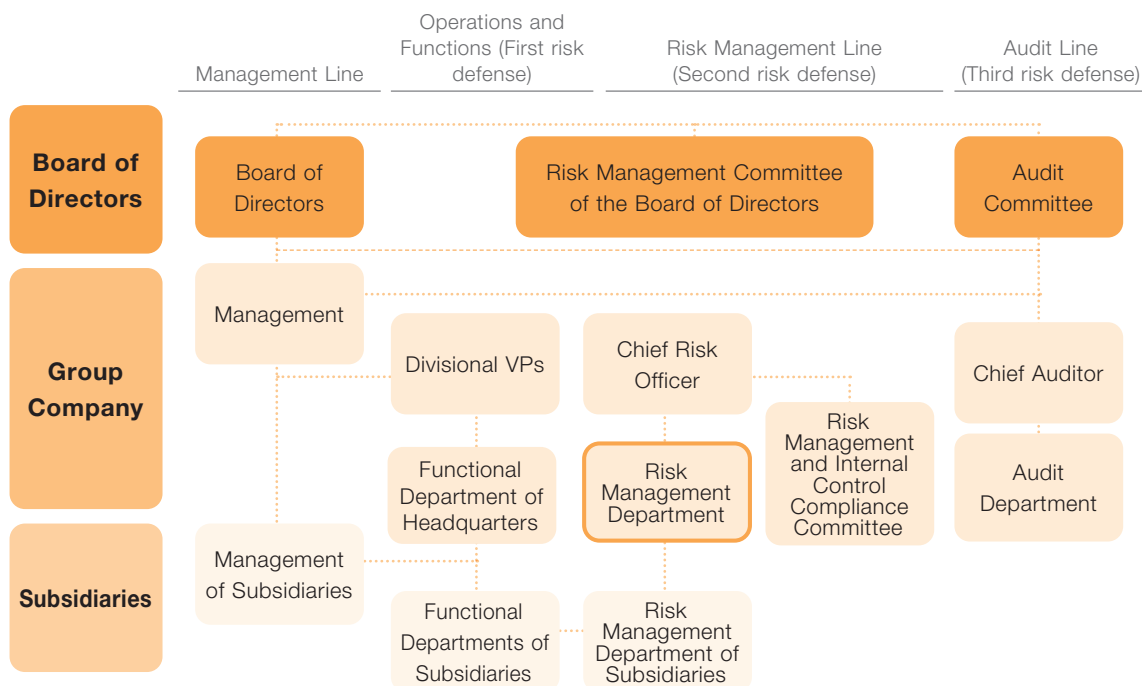 Management Line
Operations and
Functions (First risk
defense)
Risk Management Line
(Second risk defense)
Audit Line
(Third risk defense)
Board of
Directors
Board of
Directors
Risk Management Committee
of the Board of Directors
Audit
Committee
Group
Company
Management
Divisional VPs
Chief Risk
Officer
Chief Auditor
Functional
Department of
Headquarters
Risk
Management
Department
Risk
Management
and Internal
Control
Compliance
Committee
Audit
Department
Subsidiaries
Management
of Subsidiaries
Functional
Departments of
Subsidiaries
Risk
Management
Department of
Subsidiaries